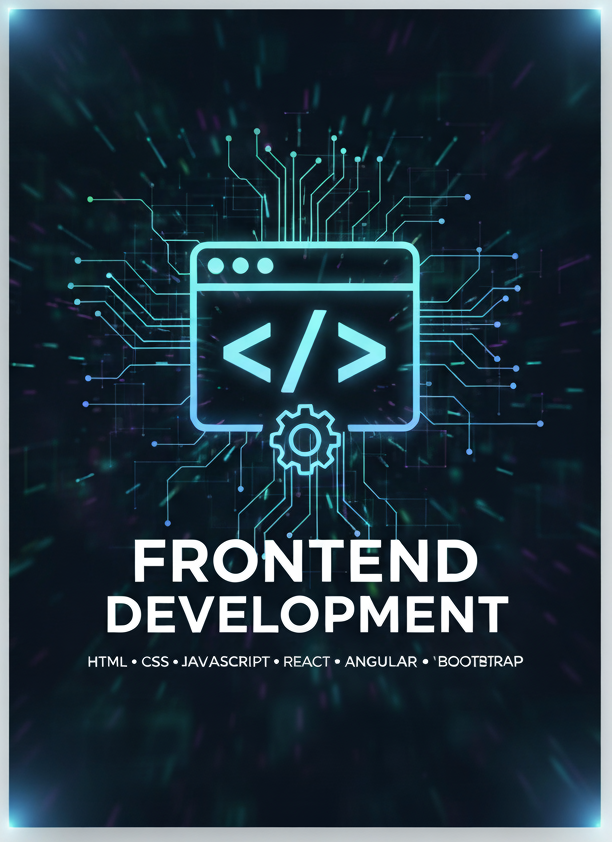 </>
FRONTEND
DEVELOPMENT
HTML • CSS • JAVASCRIPT • REACT • ANGULAR • 'BOOTBTRAP